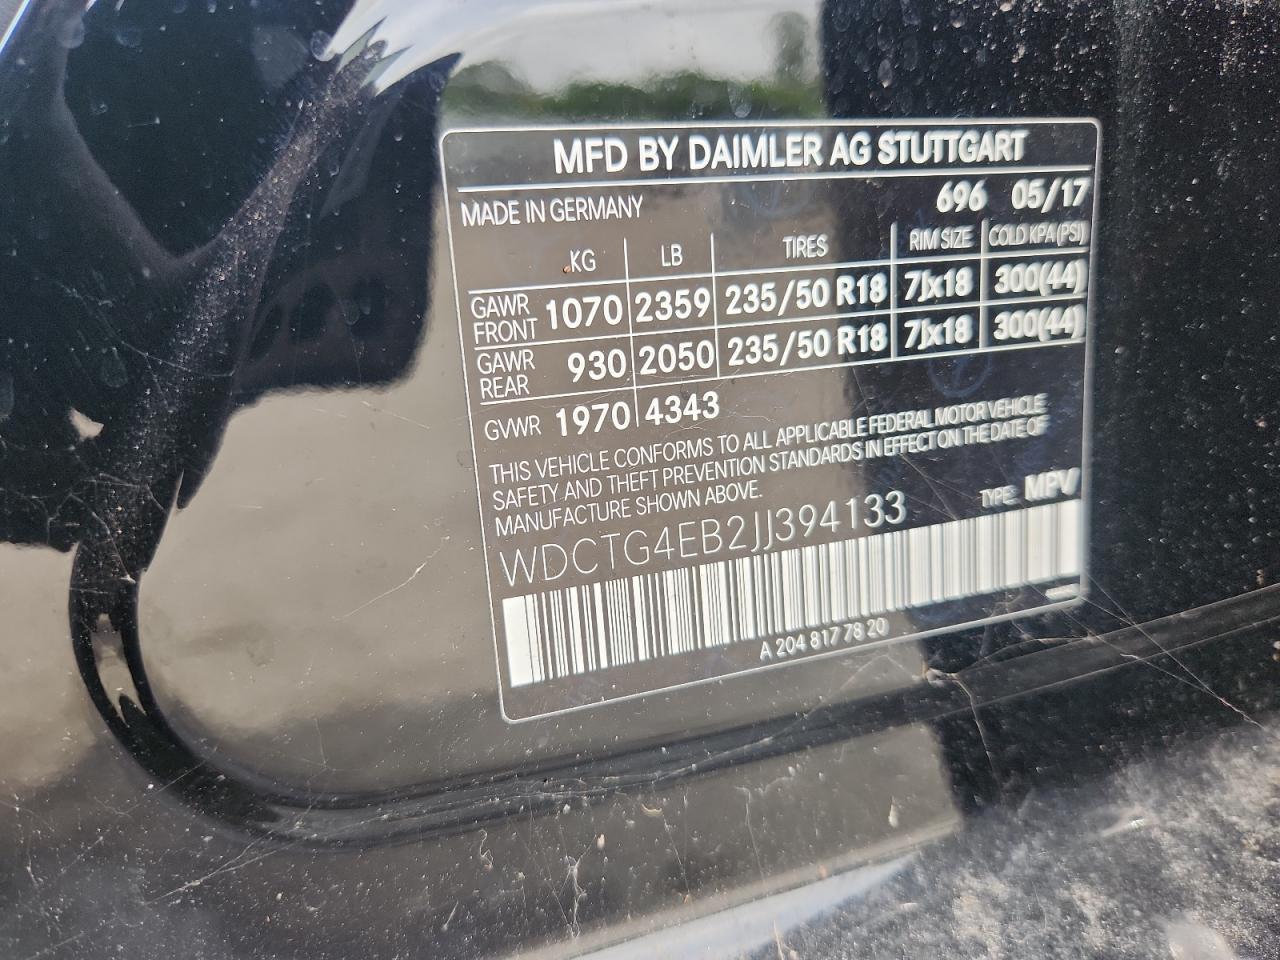 MFD BY DAIMLER AG STUTTGART
MADE IN GERMANY 696 05/17
KG LB TIRES RIM SIZE COLD KPA(PSI)
GAWR FRONT 1070 2359 235/50 R18 7Jx18 300(44)
GAWR REAR 930 2050 235/50 R18 7Jx18 300(44)
GVWR 1970 4343
THIS VEHICLE CONFORMS TO ALL APPLICABLE FEDERAL MOTOR VEHICLE
SAFETY AND THEFT PREVENTION STANDARDS IN EFFECT ON THE DATE OF
MANUFACTURE SHOWN ABOVE.
WDCTG4EB2JJ394133 TYPE: MPV
A 204 817 78 20